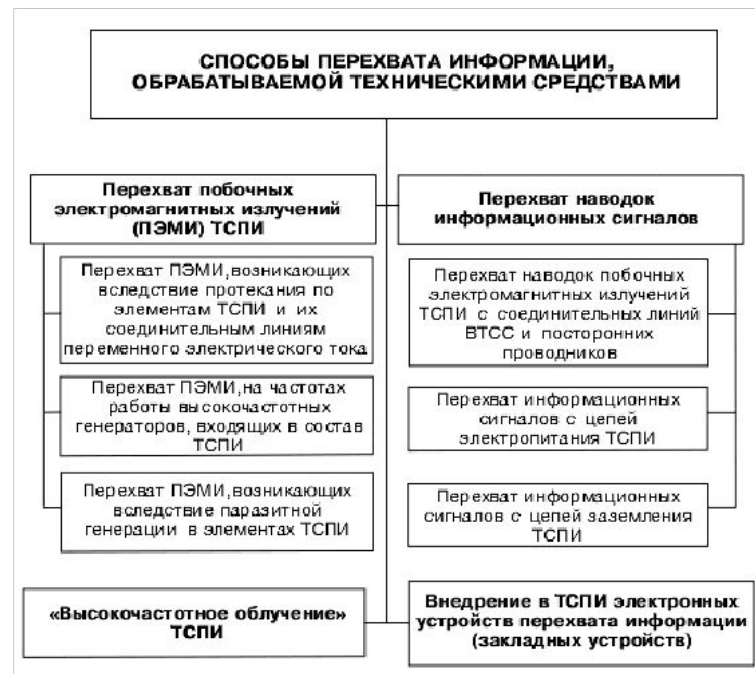 СПОСОБЫ ПЕРЕХВАТА ИНФОРМАЦИИ,
ОБРАБАТЫВАЕМОЙ ТЕХНИЧЕСКИМИ СРЕДСТВАМИ
Перехват побочных
электромагнитных излучений
(ПЭМИ) ТСПИ
Перехват ПЭМИ,возникающих
вследствие протекания по
элементам ТСПИ и их
соединительным линиям
переменного электрического тока
Перехват ПЭМИ,на частотах
работы высокочастотных
генераторов, входящих в состав
ТСПИ
Перехват ПЭМИ,возникающих
вследствие паразитной
генерации в элементах ТСПИ
Перехват наводок
информационных сигналов
Перехват наводок побочных
электромагнитных излучений
ТСПИ с соединительных линий
ВТСС и посторонних
проводников
Перехват информационных
сигналов с цепей
электропитания ТСПИ
Перехват информационных
сигналов с цепей заземления
ТСПИ
«Высокочастотное облучение»
ТСПИ
Внедрение в ТСПИ электронных
устройств перехвата информации
(закладных устройств)